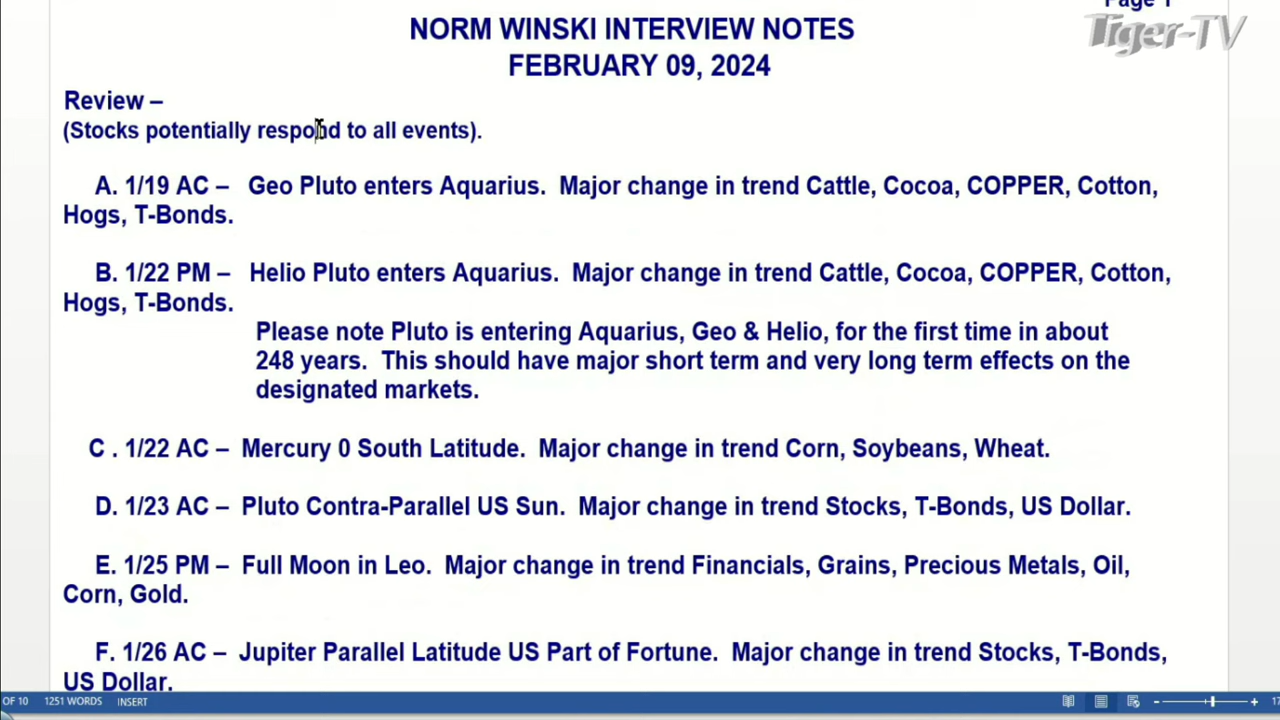 Page 1
Tiger-TV
NORM WINSKI INTERVIEW NOTES
FEBRUARY 09, 2024
Review –
(Stocks potentially respond to all events).
A. 1/19 AC – Geo Pluto enters Aquarius. Major change in trend Cattle, Cocoa, COPPER, Cotton,
Hogs, T-Bonds.
B. 1/22 PM – Helio Pluto enters Aquarius. Major change in trend Cattle, Cocoa, COPPER, Cotton,
Hogs, T-Bonds.
Please note Pluto is entering Aquarius, Geo & Helio, for the first time in about
248 years. This should have major short term and very long term effects on the
designated markets.
C . 1/22 AC – Mercury 0 South Latitude. Major change in trend Corn, Soybeans, Wheat.
D. 1/23 AC – Pluto Contra-Parallel US Sun. Major change in trend Stocks, T-Bonds, US Dollar.
E. 1/25 PM – Full Moon in Leo. Major change in trend Financials, Grains, Precious Metals, Oil,
Corn, Gold.
F. 1/26 AC – Jupiter Parallel Latitude US Part of Fortune. Major change in trend Stocks, T-Bonds,
US Dollar.
OF 10 1251 WORDS INSERT